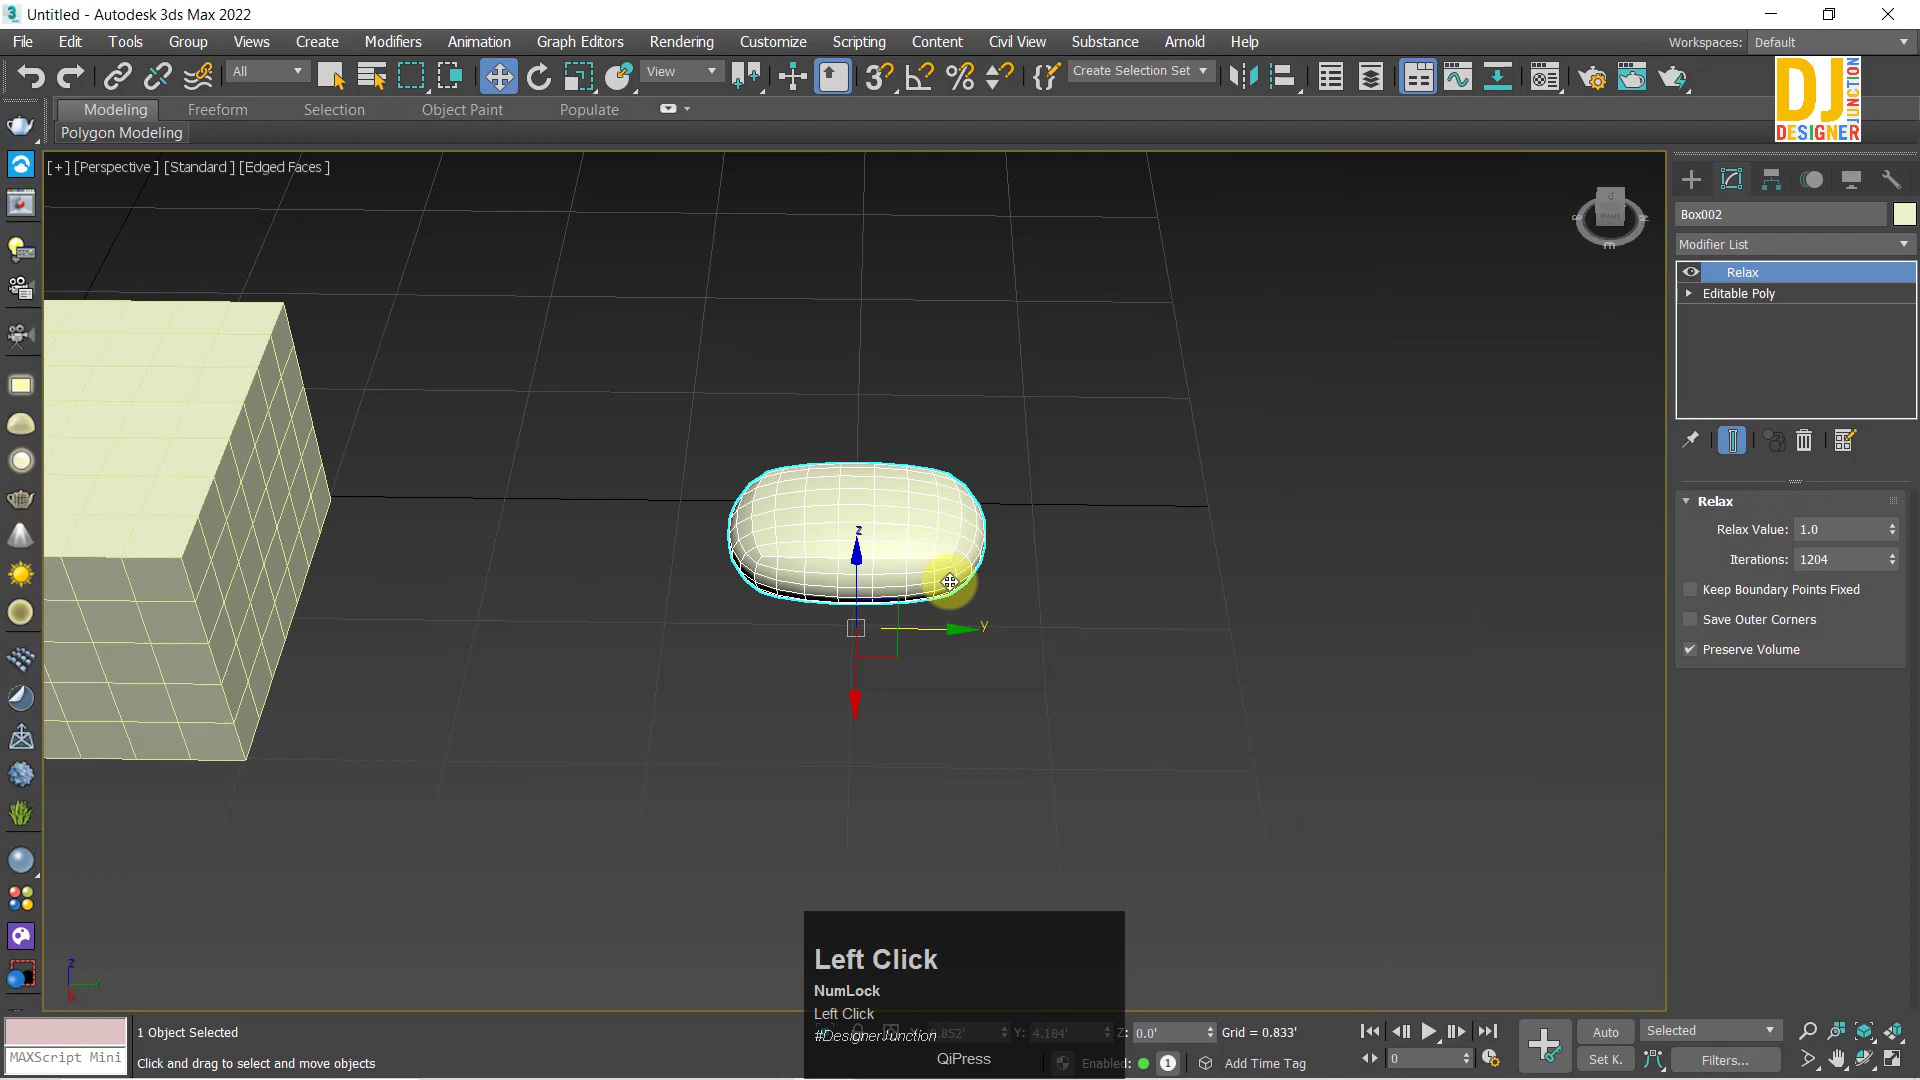 Untitled - Autodesk 3ds Max 2022
File Edit Tools Group Views Create Modifiers Animation Graph Editors Rendering Customize Scripting Content Civil View Substance Arnold Help
Workspaces: Default
All
View
Create Selection Set
DESIGNER
JUNCTION
Modeling Freeform Selection Object Paint Populate
Polygon Modeling
[+] [Perspective ] [Standard ] [Edged Faces ]
RIGHT
Box002
Modifier List
Relax
Editable Poly
Relax
Relax Value: 1.0
Iterations: 1204
Keep Boundary Points Fixed
Save Outer Corners
Preserve Volume
z
y
z
Left Click
NumLock
Left Click
#DesignerJunction
QiPress
MAXScript Mini
1 Object Selected
Click and drag to select and move objects
Y: 4.184' Z: 0.0' Grid = 0.833'
Enabled: 1 Add Time Tag
0
Auto
Set K.
Selected
Filters...